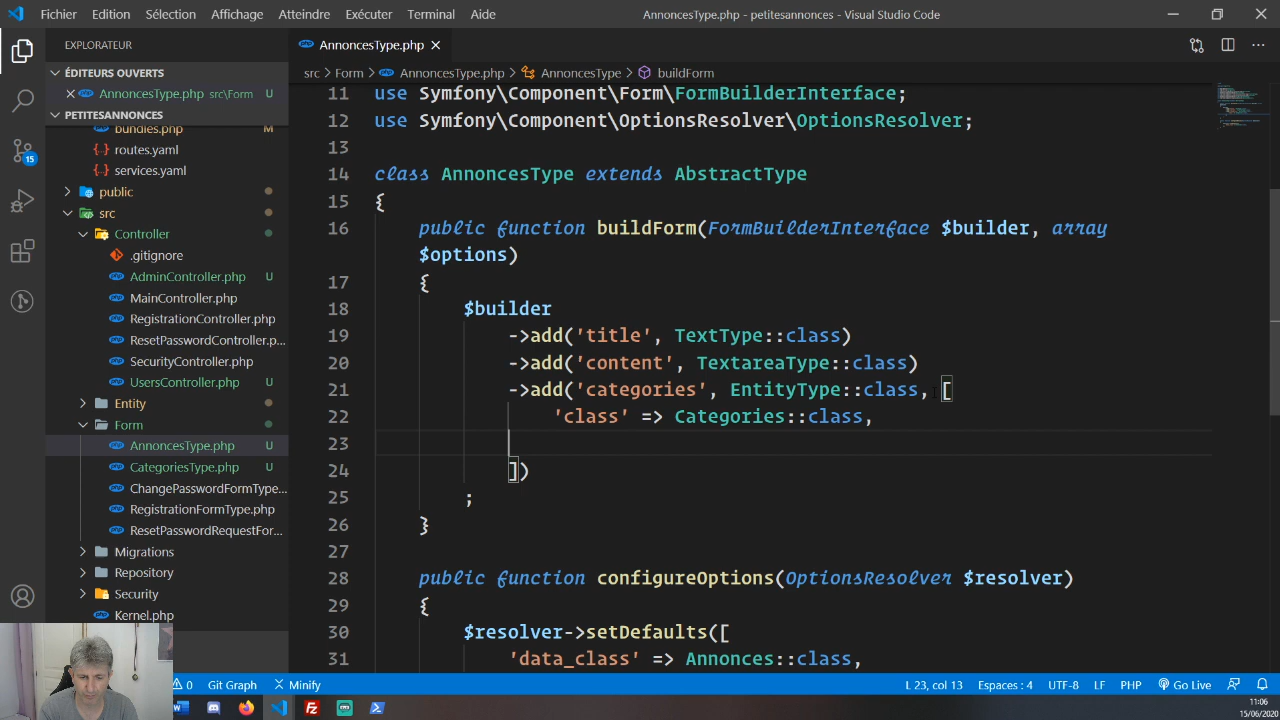 Fichier Edition Sélection Affichage Atteindre Exécuter Terminal Aide AnnoncesType.php - petitesannonces - Visual Studio Code
EXPLORATEUR
ÉDITEURS OUVERTS
AnnoncesType.php src\Form U
PETITESANNONCES
bundles.php M
routes.yaml
services.yaml
public
src
Controller
.gitignore
AdminController.php U
MainController.php
RegistrationController.php
ResetPasswordController.p...
SecurityController.php
UsersController.php U
Entity
Form
AnnoncesType.php U
CategoriesType.php U
ChangePasswordFormType...
RegistrationFormType.php
ResetPasswordRequestFor...
Migrations
Repository
Security
Kernel.php
15
AnnoncesType.php
src > Form > AnnoncesType.php > AnnoncesType > buildForm
11 use Symfony\Component\Form\FormBuilderInterface;
12 use Symfony\Component\OptionsResolver\OptionsResolver;
13
14 class AnnoncesType extends AbstractType
15 {
16 public function buildForm(FormBuilderInterface $builder, array
$options)
17 {
18 $builder
19 ->add('title', TextType::class)
20 ->add('content', TextareaType::class)
21 ->add('categories', EntityType::class, [
22 'class' => Categories::class,
23
24 ])
25 ;
26 }
27
28 public function configureOptions(OptionsResolver $resolver)
29 {
30 $resolver->setDefaults([
31 'data_class' => Annonces::class,
0 Git Graph Minify L 23, col 13 Espaces : 4 UTF-8 LF PHP Go Live
11:06
15/06/2020